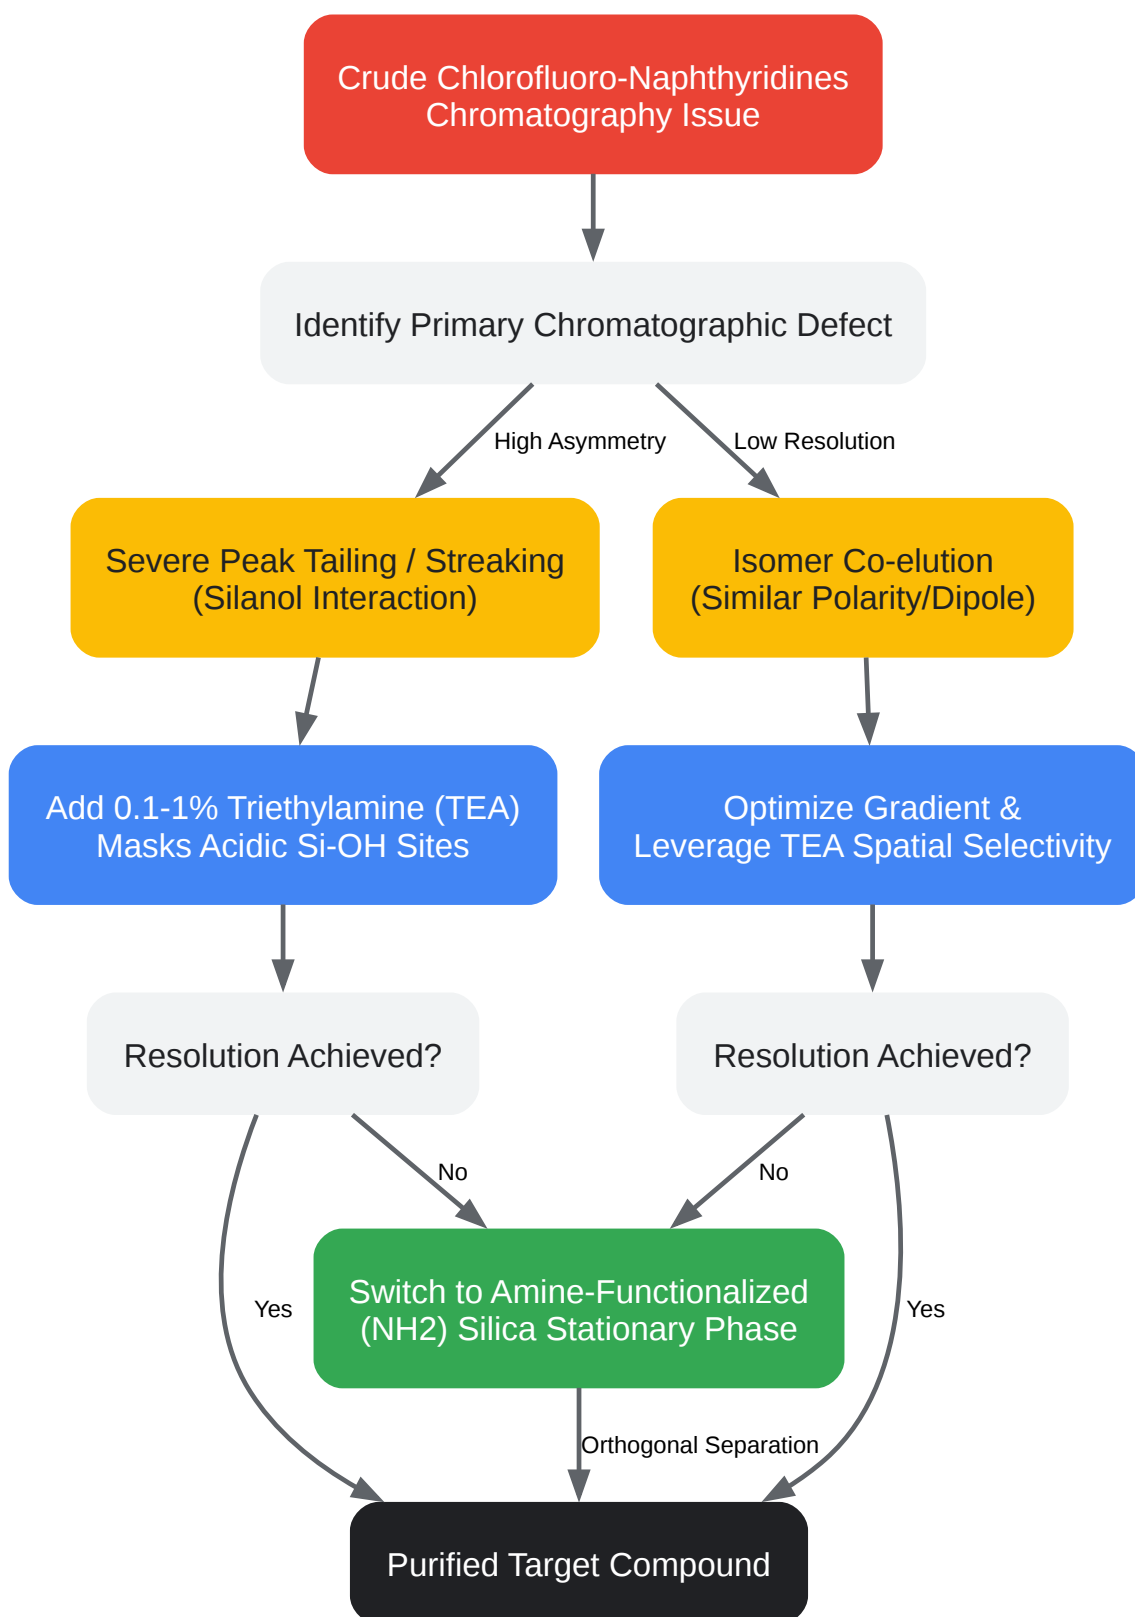 Crude Chlorofluoro-Naphthyridines
Chromatography Issue
Identify Primary Chromatographic Defect
High Asymmetry
Low Resolution
Severe Peak Tailing / Streaking
(Silanol Interaction)
Isomer Co-elution
(Similar Polarity/Dipole)
Add 0.1-1% Triethylamine (TEA)
Masks Acidic Si-OH Sites
Optimize Gradient &
Leverage TEA Spatial Selectivity
Resolution Achieved?
Resolution Achieved?
No
No
Switch to Amine-Functionalized
(NH2) Silica Stationary Phase
Yes
Yes
Orthogonal Separation
Purified Target Compound